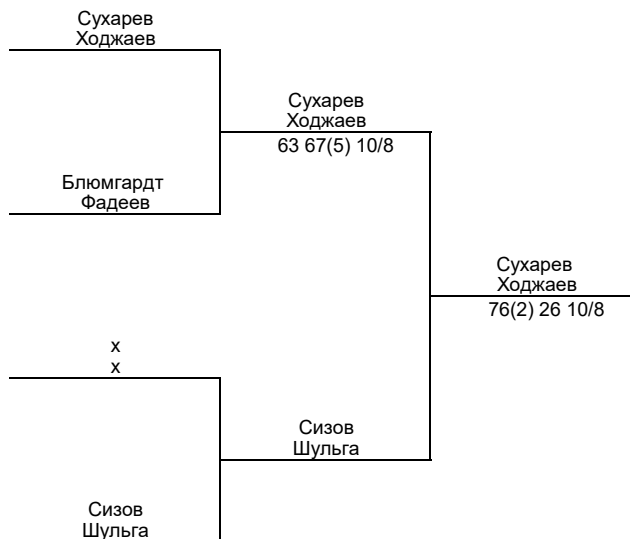 Сухарев
Ходжаев
Сухарев
Ходжаев
63 67(5) 10/8
Блюмгардт
Фадеев
Сухарев
Ходжаев
76(2) 26 10/8
х
х
Сизов
Шульга
Сизов
Шульга